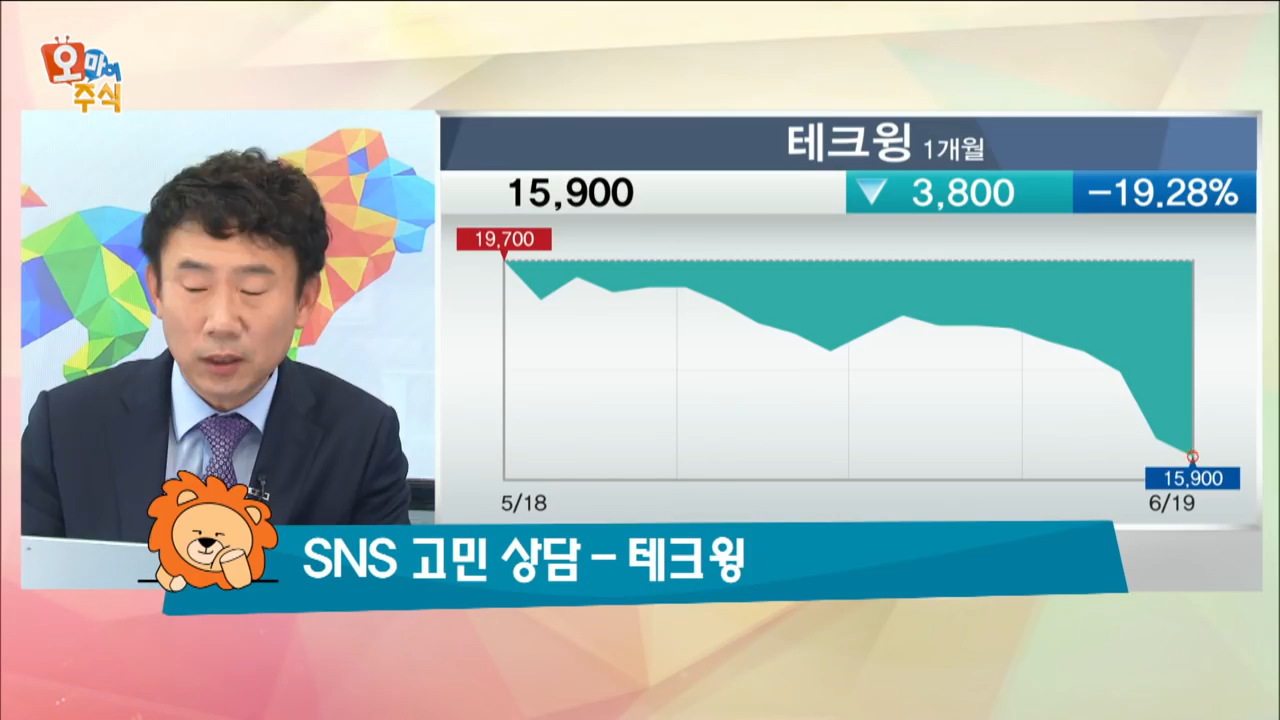 오마이
주식
테크윙 1개월
15,900 ▼ 3,800 -19.28%
19,700
15,900
5/18 6/19
SNS 고민 상담 - 테크윙